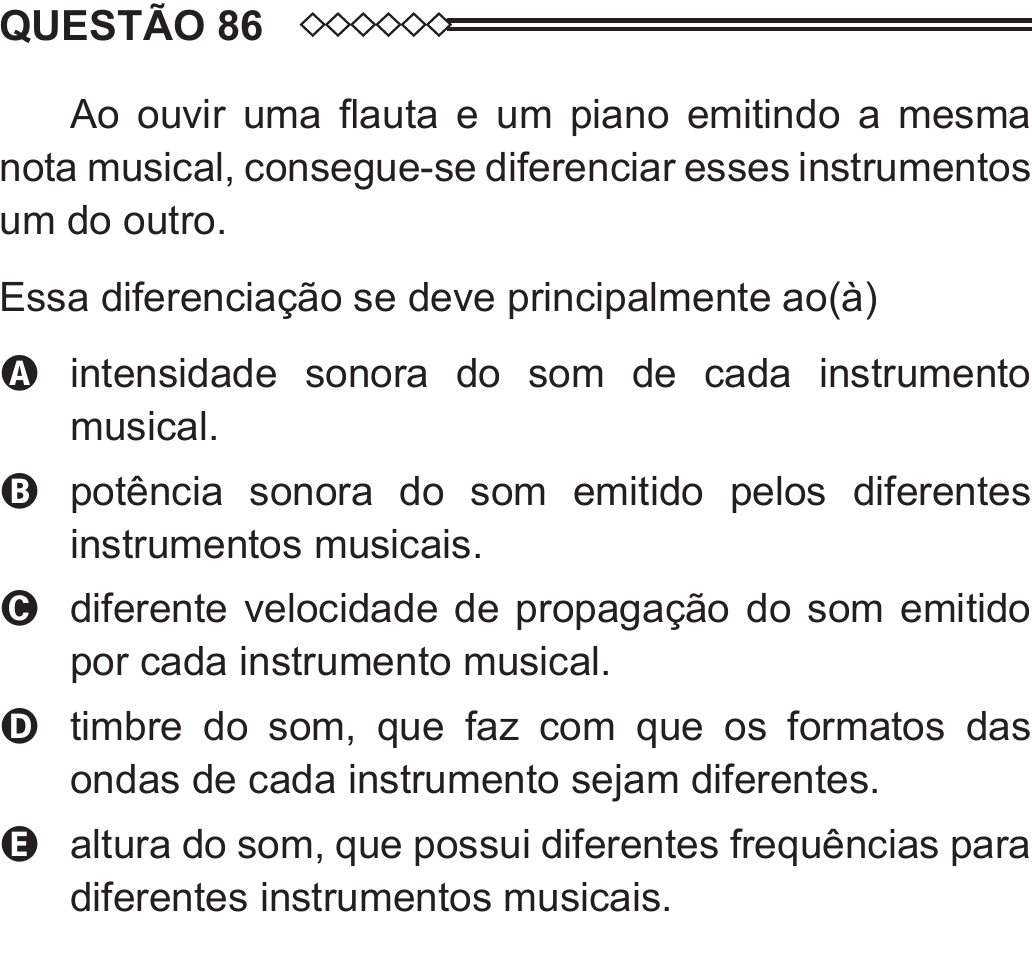 QUESTÃO 86
Ao ouvir uma flauta e um piano emitindo a mesma
nota musical, consegue-se diferenciar esses instrumentos
um do outro.
Essa diferenciação se deve principalmente ao(à)
A intensidade sonora do som de cada instrumento
musical.
B potência sonora do som emitido pelos diferentes
instrumentos musicais.
C diferente velocidade de propagação do som emitido
por cada instrumento musical.
D timbre do som, que faz com que os formatos das
ondas de cada instrumento sejam diferentes.
E altura do som, que possui diferentes frequências para
diferentes instrumentos musicais.